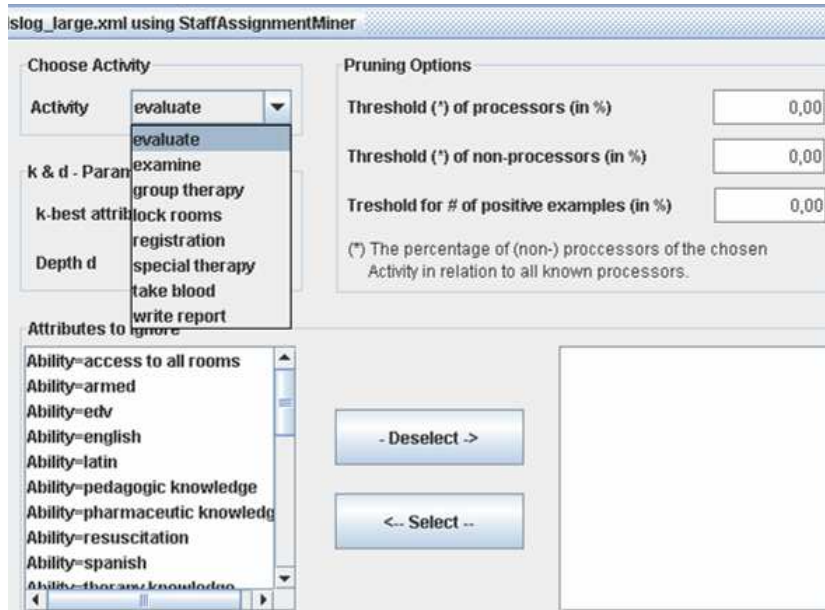 slog_large.xml using StaffAssignmentMiner
Choose Activity
Activity evaluate
evaluate
examine
group therapy
lock rooms
registration
special therapy
take blood
write report
k & d - Param
k-best attrib
Depth d
Pruning Options
Threshold (*) of processors (in %) 0,00
Threshold (*) of non-processors (in %) 0,00
Treshold for # of positive examples (in %) 0,00
(*) The percentage of (non-) proccessors of the chosen
Activity in relation to all known processors.
Attributes to Ignore
Ability=access to all rooms
Ability=armed
Ability=edv
Ability=english
Ability=latin
Ability=pedagogic knowledge
Ability=pharmaceutic knowledg
Ability=resuscitation
Ability=spanish
Ability=therapy knowledge
- Deselect ->
<-- Select --